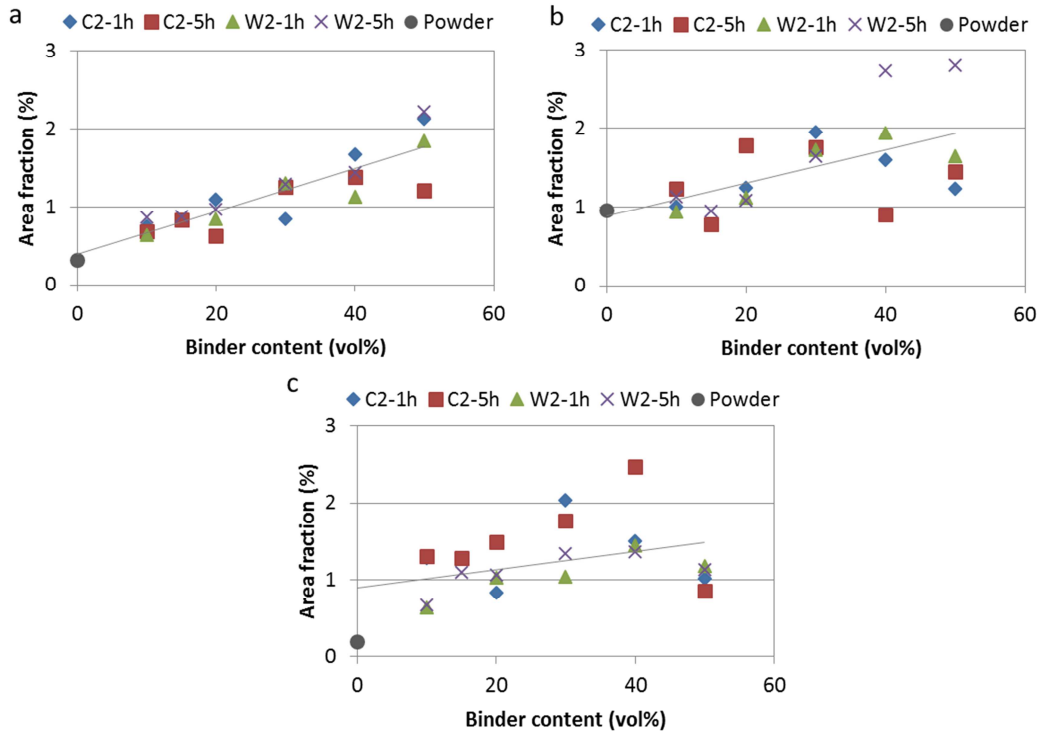 a
C2-1h C2-5h W2-1h W2-5h Powder
3
2
1
0
Area fraction (%)
0 20 40 60
Binder content (vol%)
b
C2-1h C2-5h W2-1h W2-5h Powder
3
2
1
0
Area fraction (%)
0 20 40 60
Binder content (vol%)
c
C2-1h C2-5h W2-1h W2-5h Powder
3
2
1
0
Area fraction (%)
0 20 40 60
Binder content (vol%)